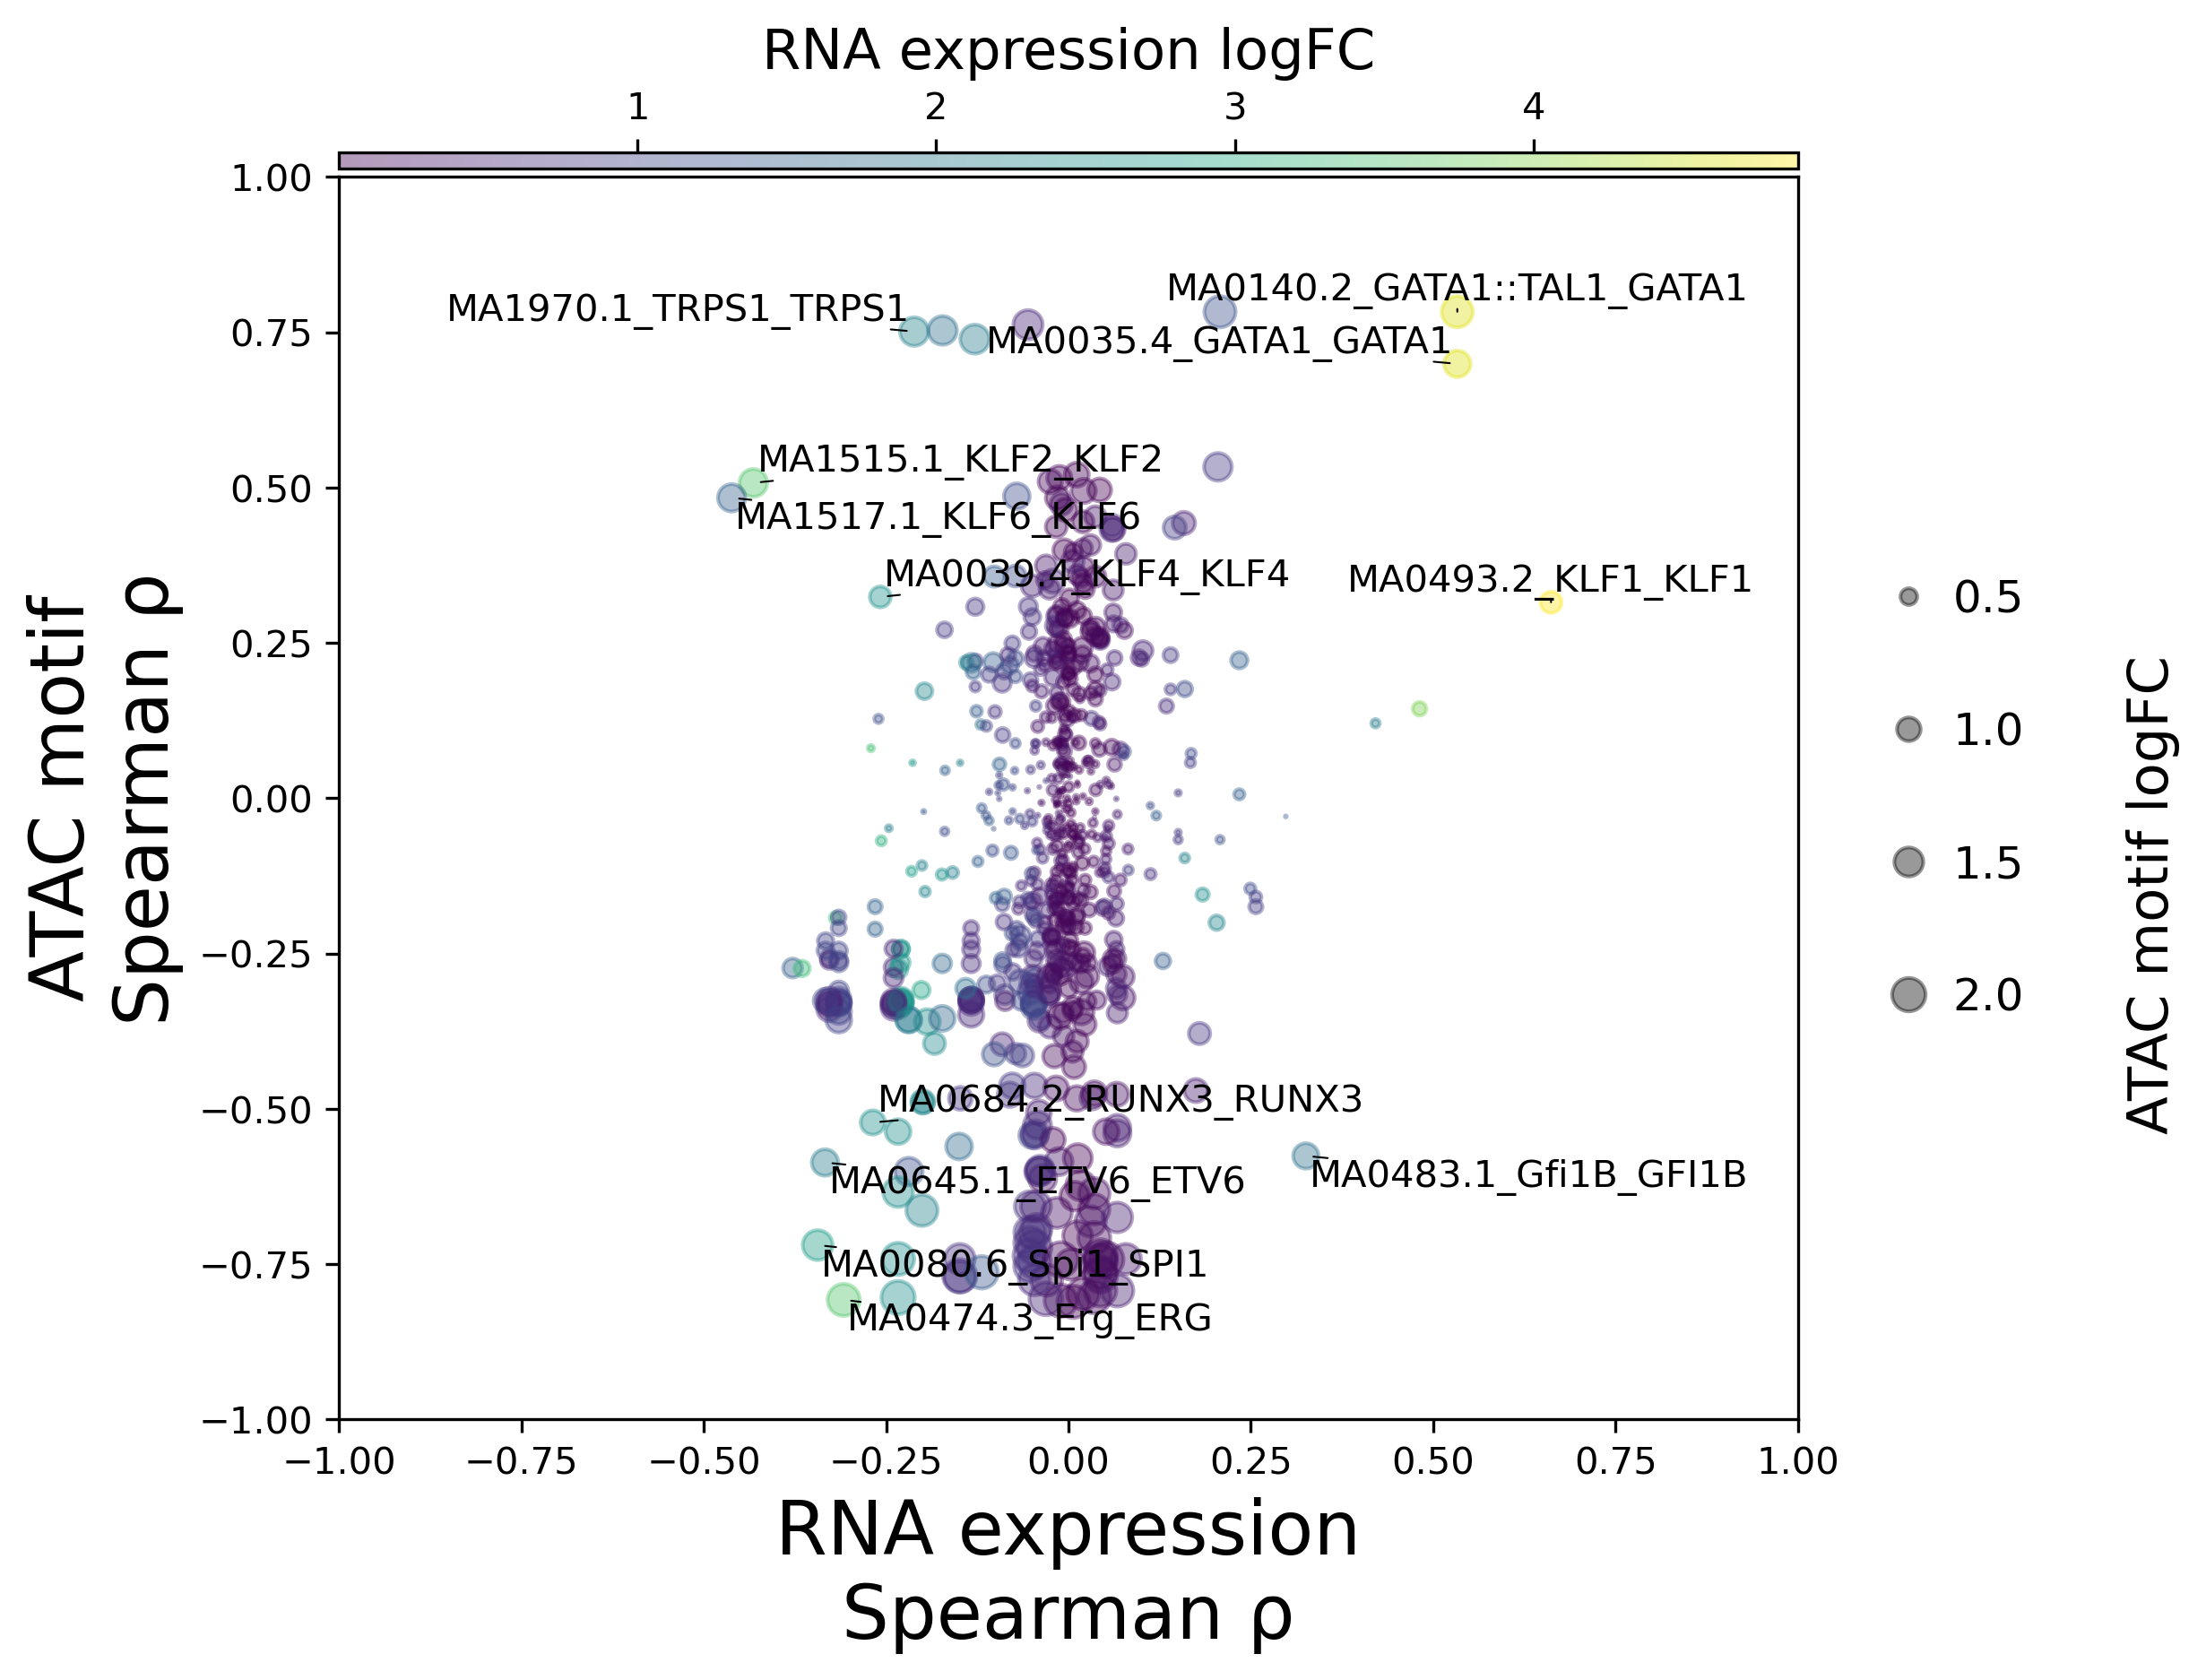 RNA expression logFC
1 2 3 4
1.00
0.75
0.50
0.25
0.00
−0.25
−0.50
−0.75
−1.00
ATAC motif
Spearman ρ
MA0140.2_GATA1::TAL1_GATA1
MA1970.1_TRPS1_TRPS1
MA0035.4_GATA1_GATA1
MA1515.1_KLF2_KLF2
MA1517.1_KLF6_KLF6
MA0039.4_KLF4_KLF4
MA0493.2_KLF1_KLF1
MA0684.2_RUNX3_RUNX3
MA0645.1_ETV6_ETV6
MA0483.1_Gfi1B_GFI1B
MA0080.6_Spi1_SPI1
MA0474.3_Erg_ERG
−1.00 −0.75 −0.50 −0.25 0.00 0.25 0.50 0.75 1.00
RNA expression
Spearman ρ
0.5
1.0
1.5
2.0
ATAC motif logFC